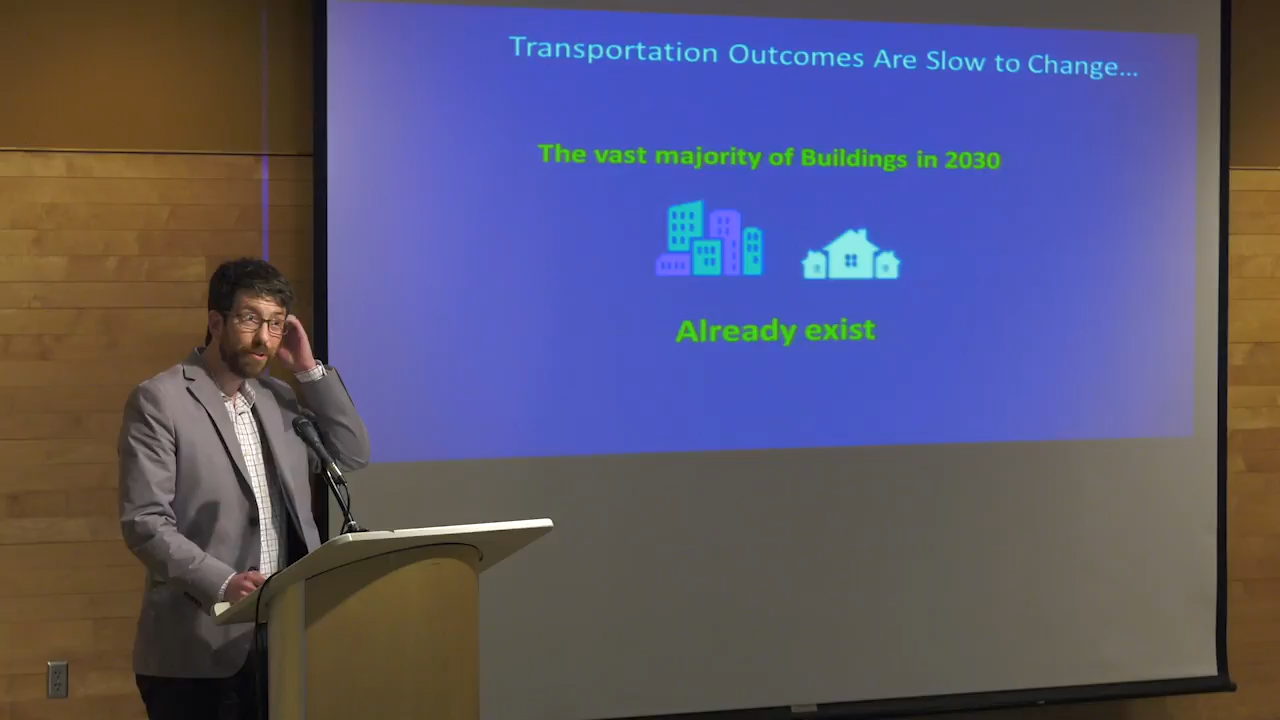 Transportation Outcomes Are Slow to Change...
The vast majority of Buildings in 2030
Already exist